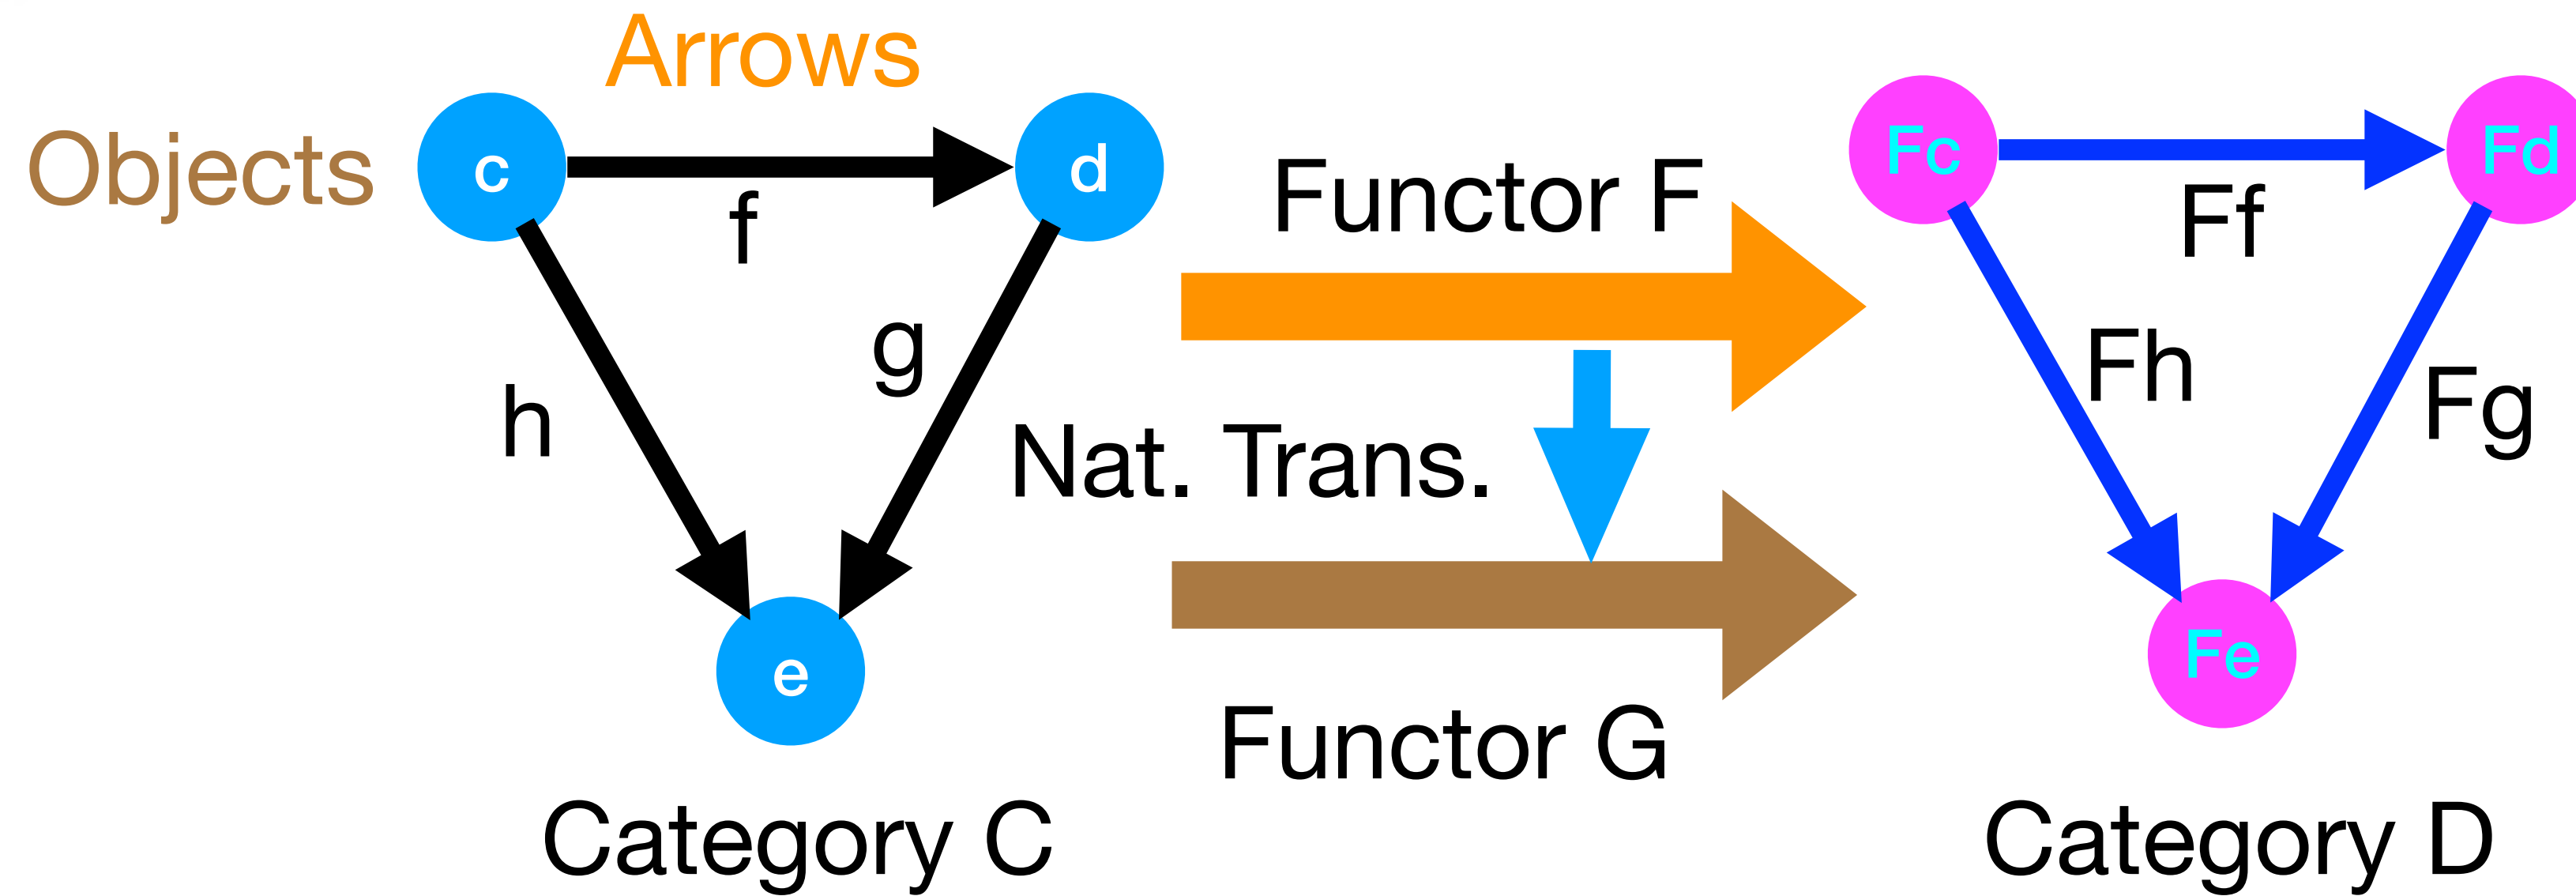 Arrows
Objects
c
d
f
g
h
e
Category C
Functor F
Nat. Trans.
Functor G
Fc
Fd
Ff
Fh
Fg
Fe
Category D